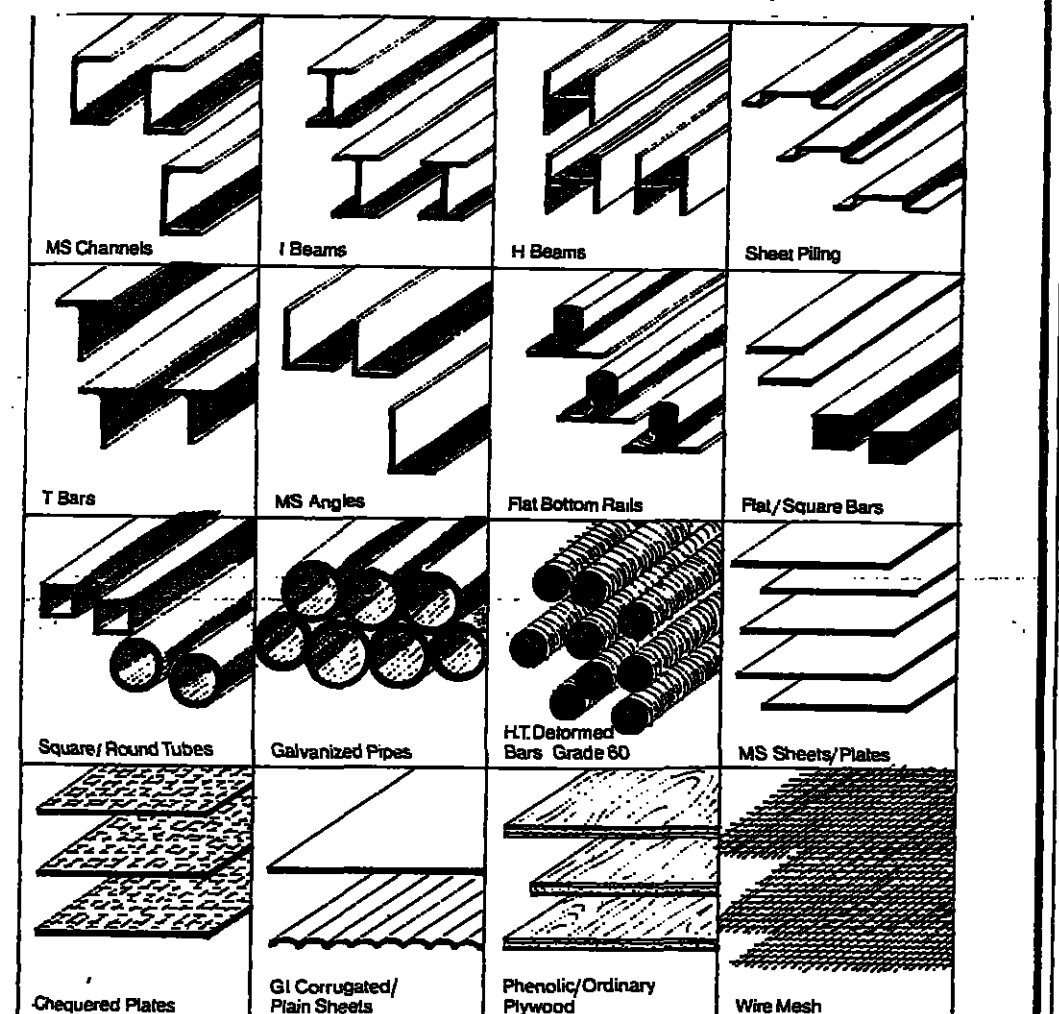 MS Channels
I Beams
H Beams
Sheet Piling
T Bars
MS Angles
Flat Bottom Rails
Flat/Square Bars
Square/Round Tubes
Galvanized Pipes
H.T. Deformed
Bars Grade 60
MS Sheets/Plates
Chequered Plates
GI Corrugated/
Plain Sheets
Phenolic/Ordinary
Plywood
Wire Mesh